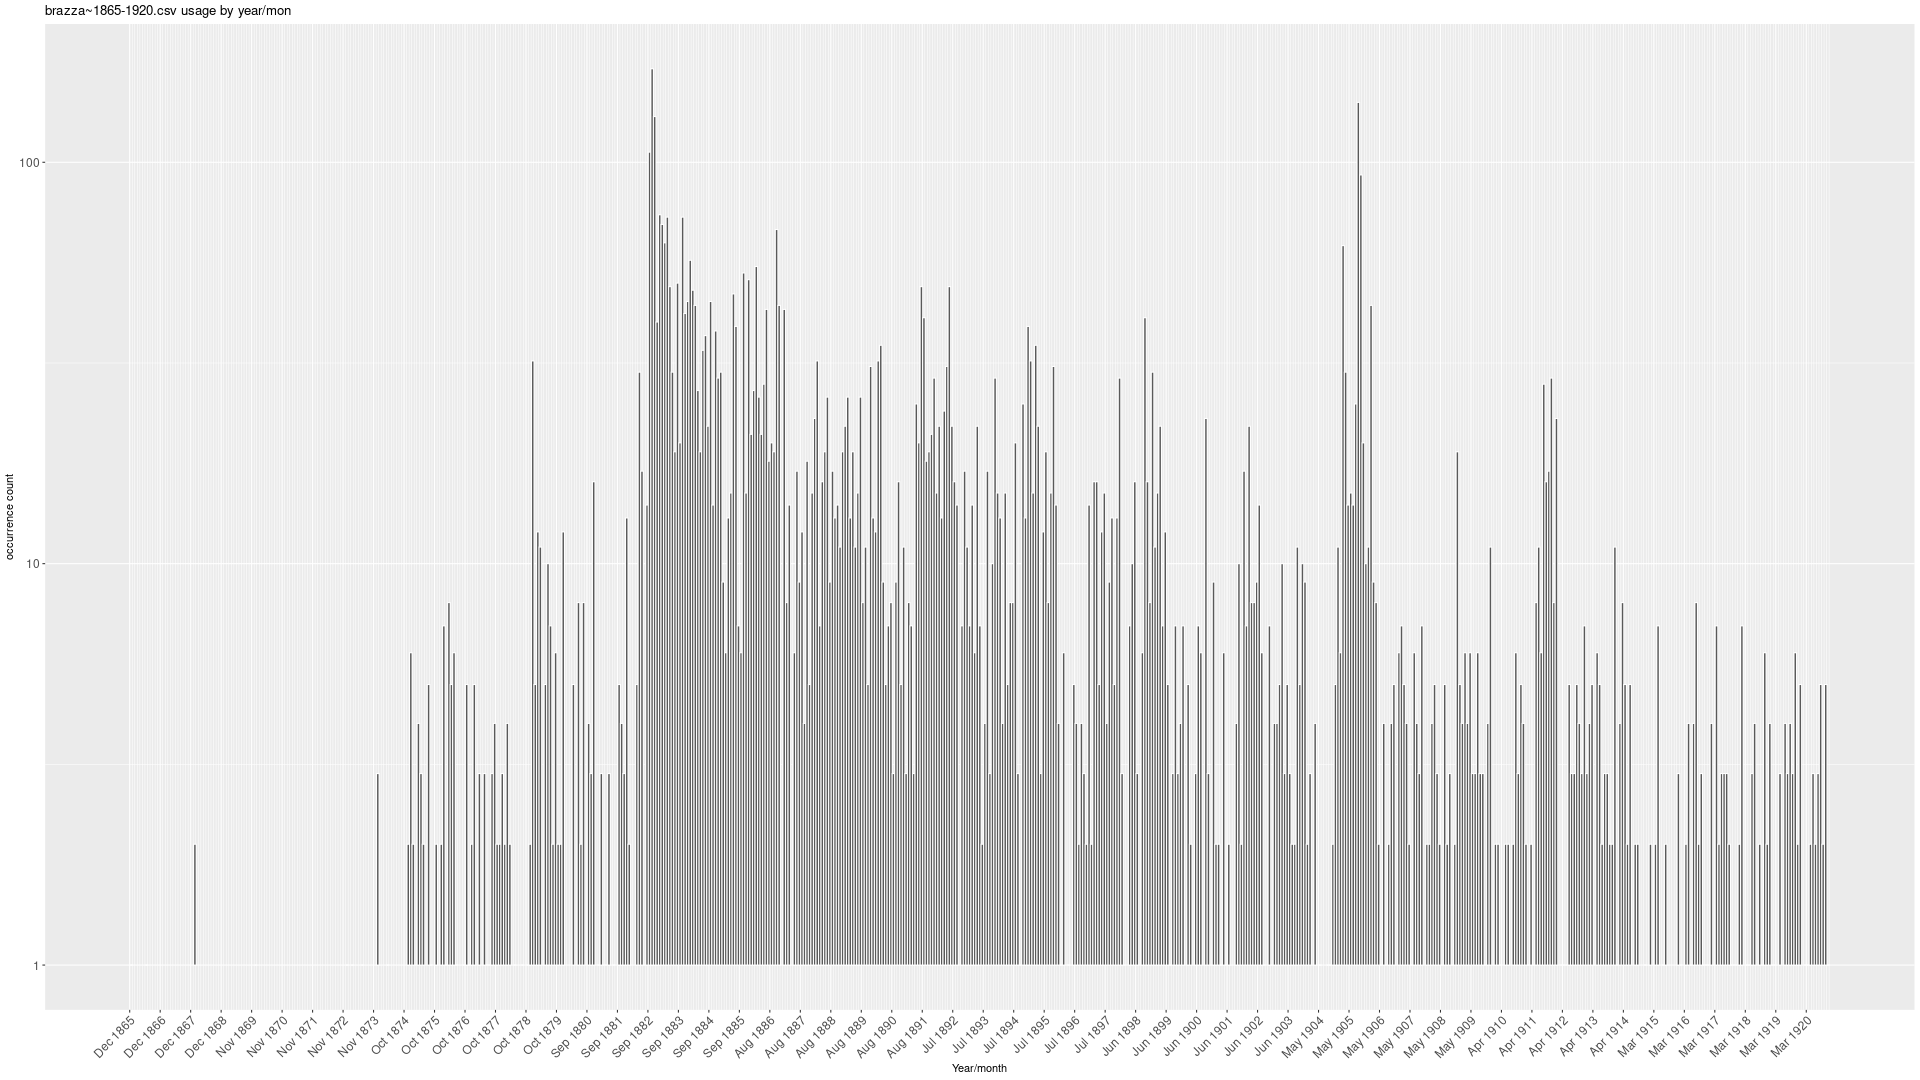 brazza~1865-1920.csv usage by year/mon
occurrence count
100
10
1
Dec 1865
Dec 1866
Dec 1867
Dec 1868
Nov 1869
Nov 1870
Nov 1871
Nov 1872
Nov 1873
Oct 1874
Oct 1875
Oct 1876
Oct 1877
Oct 1878
Oct 1879
Sep 1880
Sep 1881
Sep 1882
Sep 1883
Sep 1884
Sep 1885
Aug 1886
Aug 1887
Aug 1888
Aug 1889
Aug 1890
Aug 1891
Jul 1892
Jul 1893
Jul 1894
Jul 1895
Jul 1896
Jul 1897
Jun 1898
Jun 1899
Jun 1900
Jun 1901
Jun 1902
Jun 1903
May 1904
May 1905
May 1906
May 1907
May 1908
May 1909
Apr 1910
Apr 1911
Apr 1912
Apr 1913
Apr 1914
Mar 1915
Mar 1916
Mar 1917
Mar 1918
Mar 1919
Mar 1920
Year/month